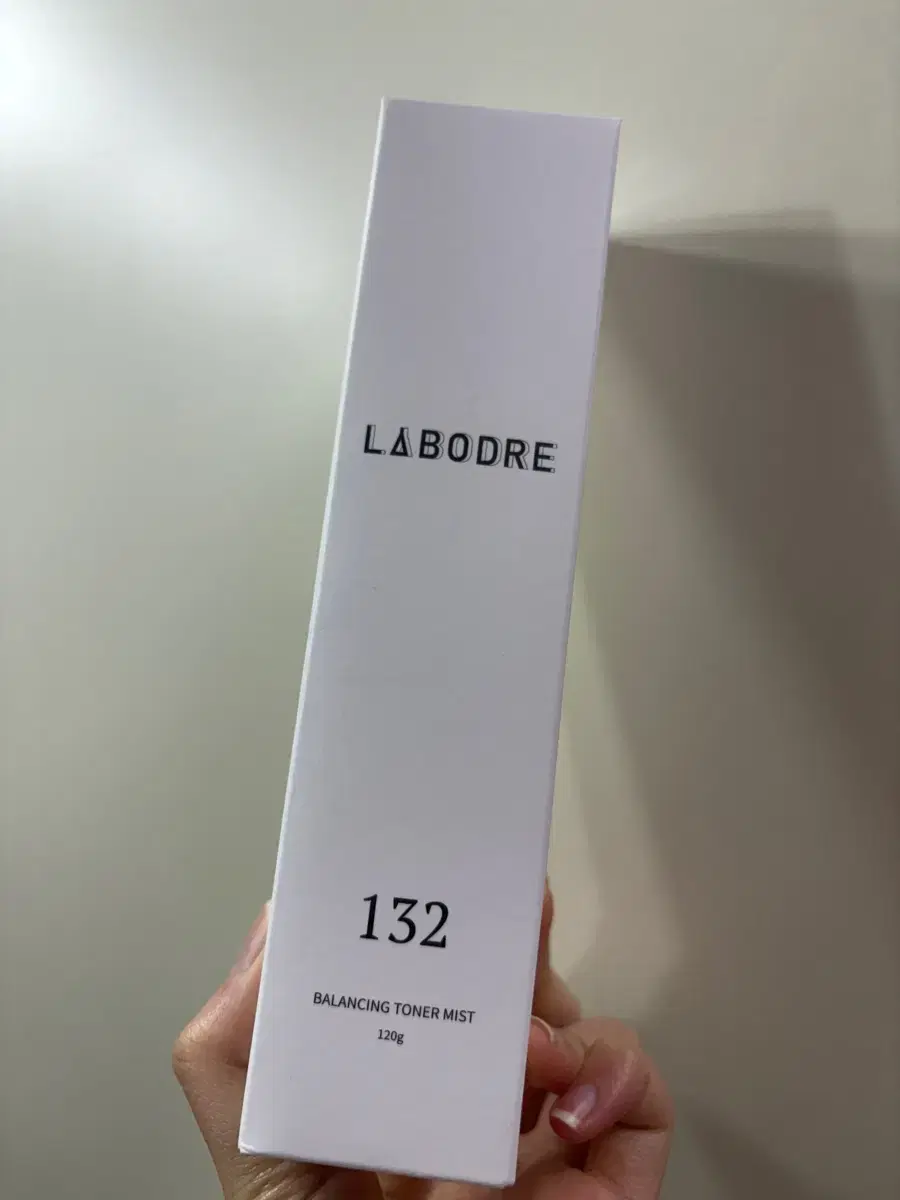 LABODRE
132
BALANCING TONER MIST
120g